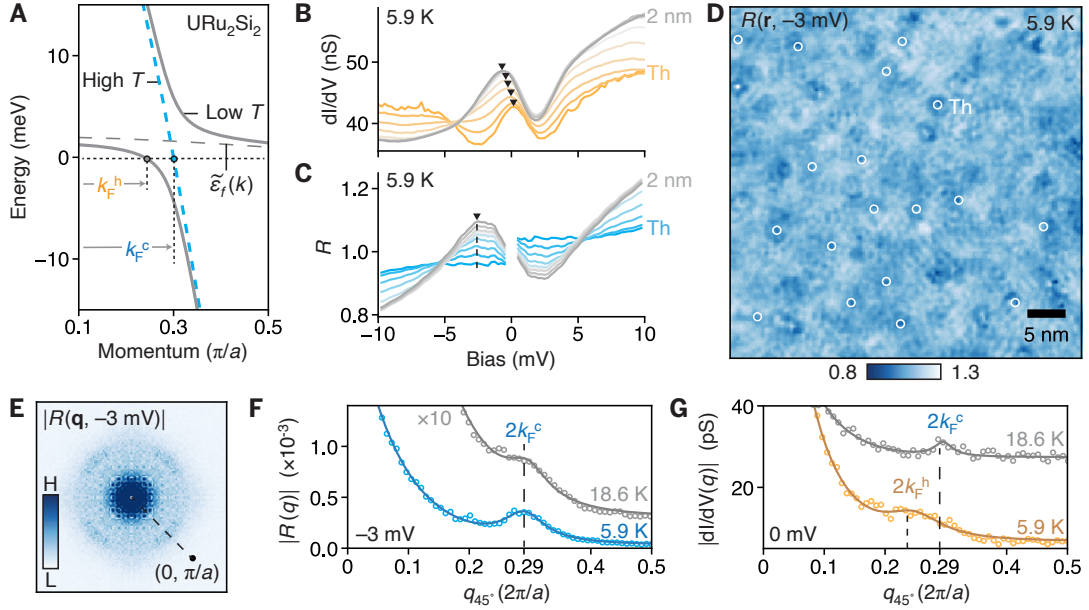 A
URu2Si2
10
0
−10
Energy (meV)
High T
Low T
ε̃f(k)
kFh
kFc
0.1
0.3
0.5
Momentum (π/a)
B
5.9 K
2 nm
Th
50
40
dI/dV (nS)
C
5.9 K
2 nm
Th
1.2
1.0
0.8
R
−10
−5
0
5
10
Bias (mV)
D
R(r, −3 mV)
5.9 K
Th
5 nm
0.8
1.3
E
|R(q, −3 mV)|
H
L
(0, π/a)
F
×10
2kFc
18.6 K
5.9 K
−3 mV
1.0
0.5
0.0
|R(q)| (×10-3)
0
0.1
0.2
0.29
0.4
0.5
q45° (2π/a)
G
2kFc
18.6 K
2kFh
5.9 K
0 mV
40
20
|dI/dV(q)| (pS)
0
0.1
0.2
0.29
0.4
0.5
q45° (2π/a)